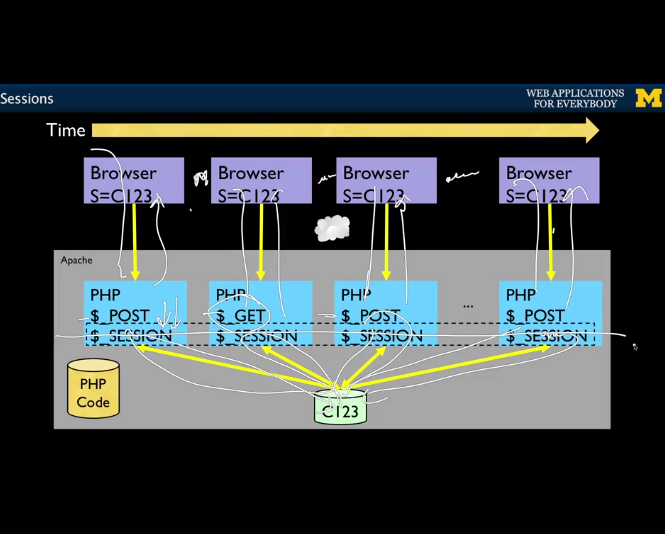 Sessions
WEB APPLICATIONS
FOR EVERYBODY
M
Time
Browser
S=C123
Browser
S=C123
Browser
S=C123
Browser
S=C123
Apache
PHP
$_POST
$_SESSION
PHP
$_GET
$_SESSION
PHP
$_POST
$_SESSION
...
PHP
$_POST
$_SESSION
PHP
Code
C123